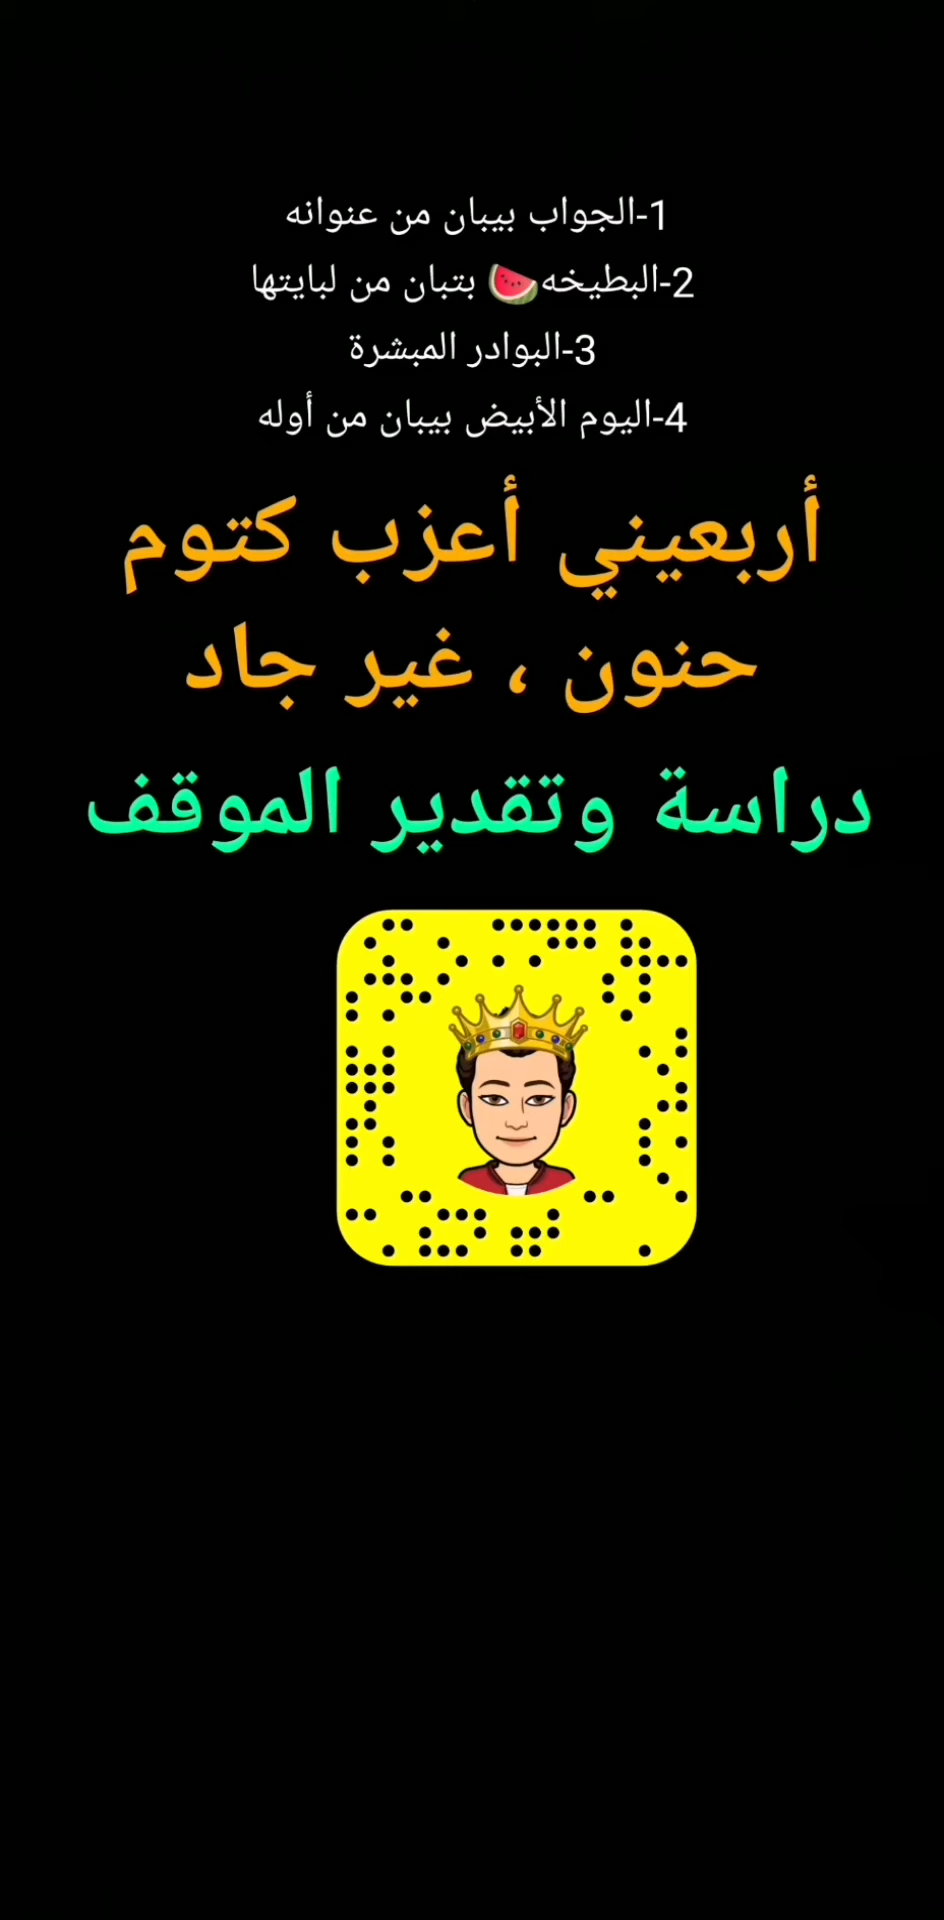 1-الجواب بيبان من عنوانه
2-البطيخه🍉 بتبان من لبايتها
3-البوادر المبشرة
4-اليوم الأبيض بيبان من أوله
أربعيني أعزب كتوم
حنون ، غير جاد
دراسة وتقدير الموقف